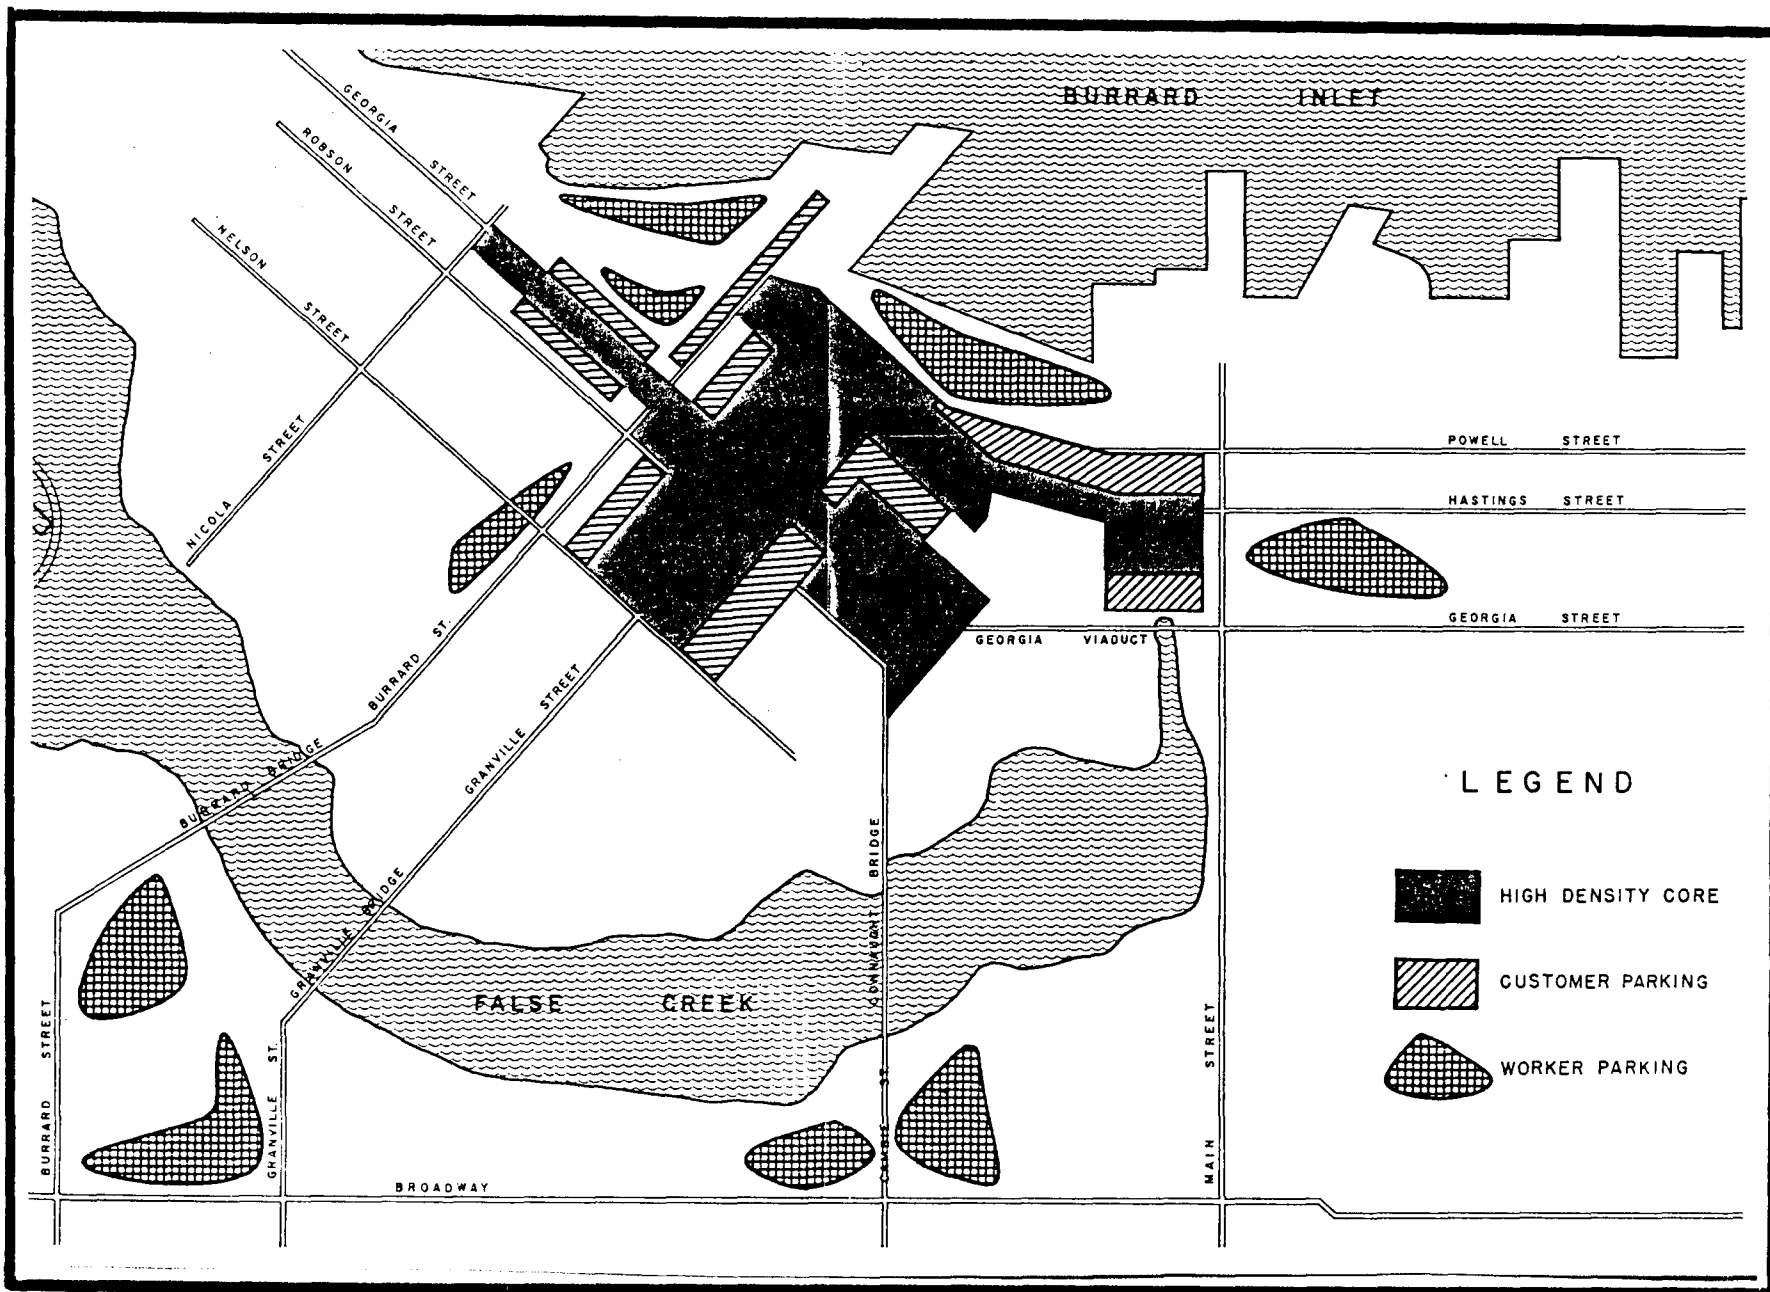 BURRARD INLET
GEORGIA STREET
ROBSON STREET
NELSON STREET
NICOLA STREET
POWELL STREET
HASTINGS STREET
GEORGIA STREET
GEORGIA VIADUCT
BURRARD ST.
GRANVILLE STREET
BURRARD BRIDGE
GRANVILLE BRIDGE
CONNAUGHT BRIDGE
FALSE CREEK
BURRARD STREET
GRANVILLE ST.
CAMBIE ST.
MAIN STREET
BROADWAY
LEGEND
HIGH DENSITY CORE
CUSTOMER PARKING
WORKER PARKING